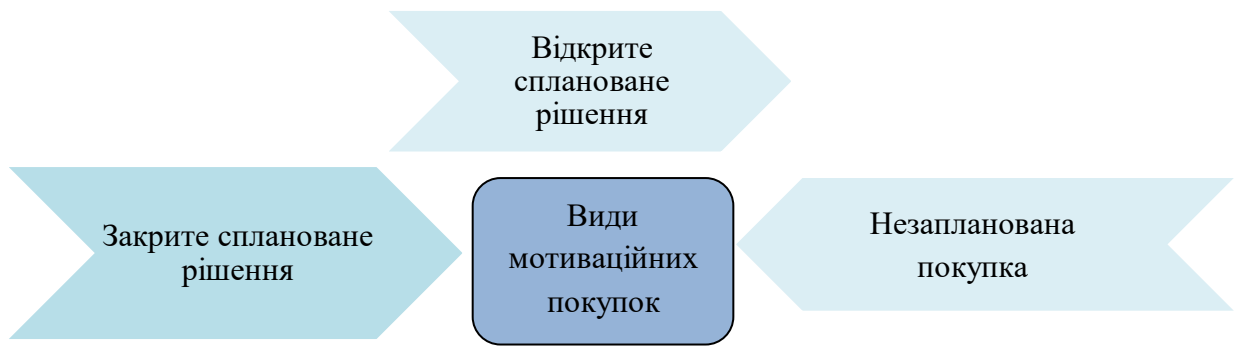 Відкрите
сплановане
рішення
Закрите сплановане
рішення
Види
мотиваційних
покупок
Незапланована
покупка